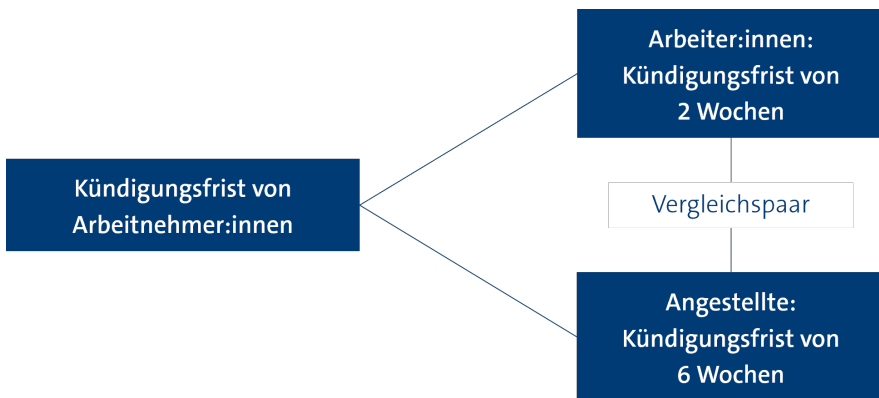 Kündigungsfrist von
Arbeitnehmer:innen
Arbeiter:innen:
Kündigungsfrist von
2 Wochen
Vergleichspaar
Angestellte:
Kündigungsfrist von
6 Wochen